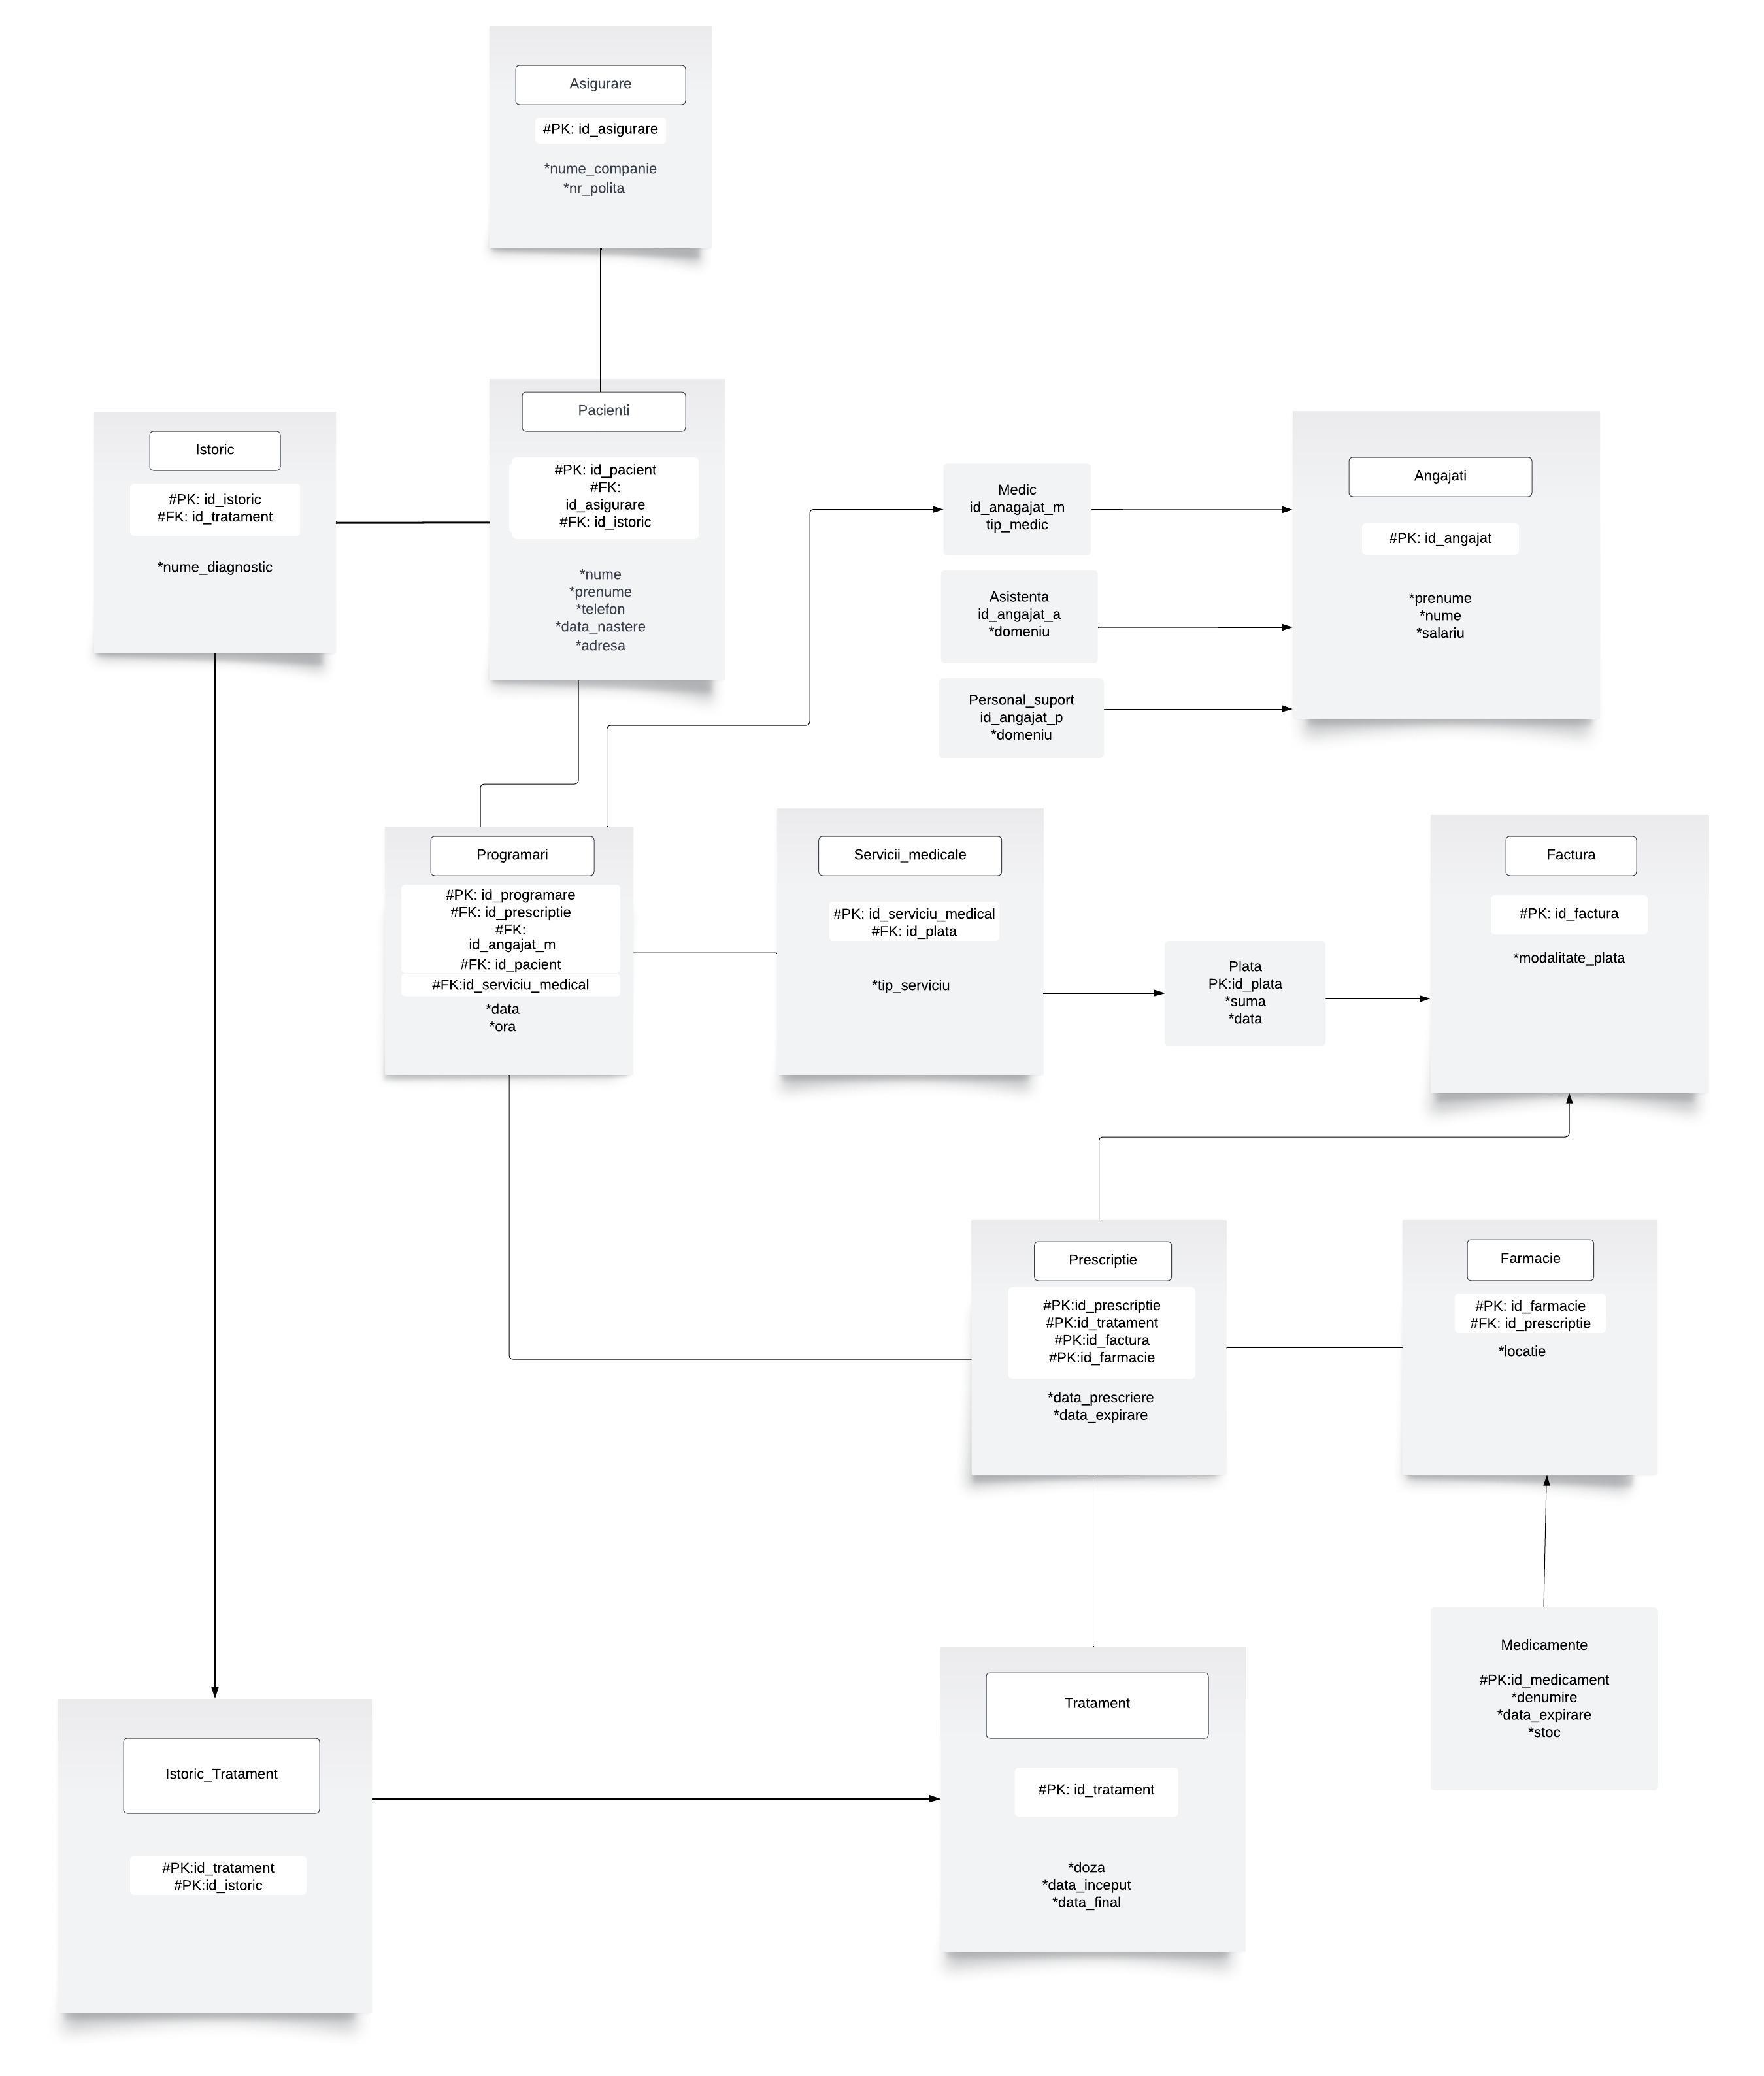 Asigurare
#PK: id_asigurare
*nume_companie
*nr_polita
Pacienti
#PK: id_pacient
#FK:
id_asigurare
#FK: id_istoric
*nume
*prenume
*telefon
*data_nastere
*adresa
Istoric
#PK: id_istoric
#FK: id_tratament
*nume_diagnostic
Medic
id_anagajat_m
tip_medic
Asistenta
id_angajat_a
*domeniu
Personal_suport
id_angajat_p
*domeniu
Angajati
#PK: id_angajat
*prenume
*nume
*salariu
Programari
#PK: id_programare
#FK: id_prescriptie
#FK:
id_angajat_m
#FK: id_pacient
#FK:id_serviciu_medical
*data
*ora
Servicii_medicale
#PK: id_serviciu_medical
#FK: id_plata
*tip_serviciu
Plata
PK:id_plata
*suma
*data
Factura
#PK: id_factura
*modalitate_plata
Prescriptie
#PK:id_prescriptie
#PK:id_tratament
#PK:id_factura
#PK:id_farmacie
*data_prescriere
*data_expirare
Farmacie
#PK: id_farmacie
#FK: id_prescriptie
*locatie
Medicamente
#PK:id_medicament
*denumire
*data_expirare
*stoc
Istoric_Tratament
#PK:id_tratament
#PK:id_istoric
Tratament
#PK: id_tratament
*doza
*data_inceput
*data_final